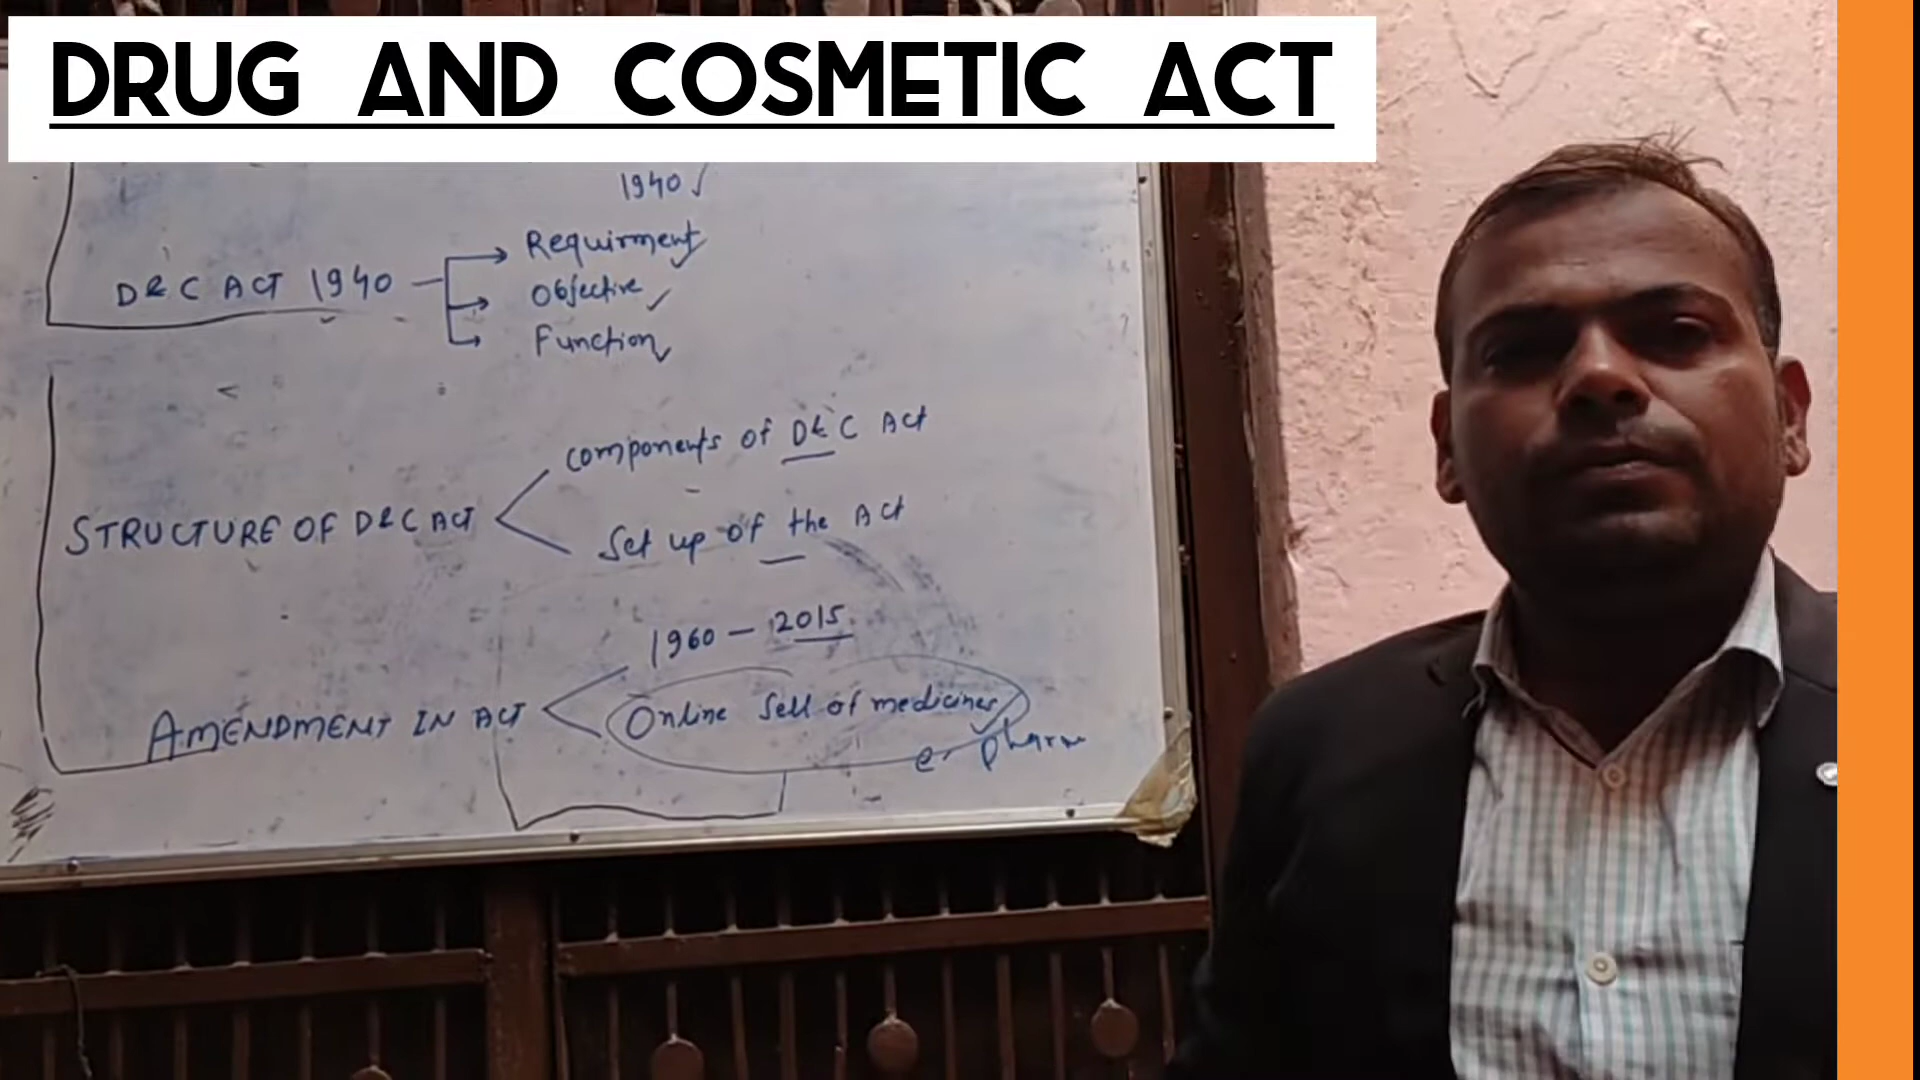 DRUG AND COSMETIC ACT
1940
D & C ACT 1940
Requirment
Objective
Function
STRUCTURE OF D & C ACT
Components of D & C Act
Set up of the Act
1960 - 2015
AMENDMENT IN ACT
Online Sell of medicines
e-pharm